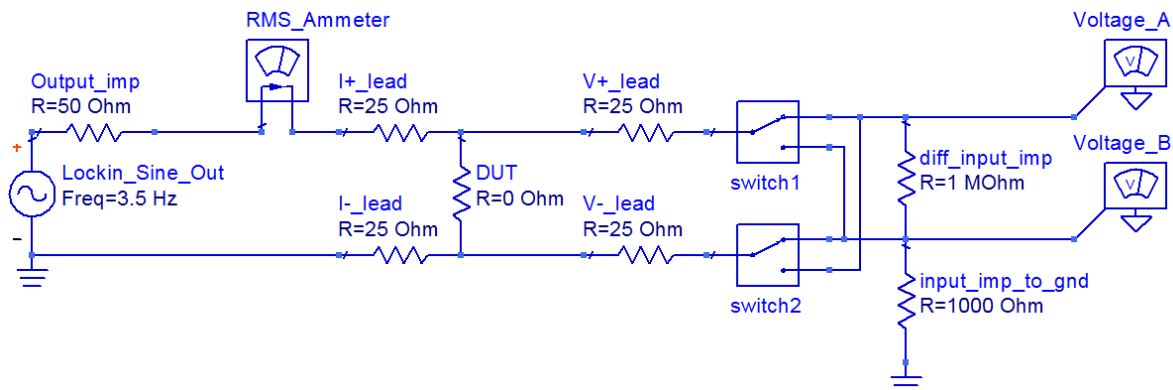 RMS_Ammeter
Voltage_A
Output_imp
R=50 Ohm
I+_lead
R=25 Ohm
V+_lead
R=25 Ohm
V
+
Lockin_Sine_Out
Freq=3.5 Hz
-
DUT
R=0 Ohm
switch1
diff_input_imp
R=1 MOhm
Voltage_B
V
I-_lead
R=25 Ohm
V-_lead
R=25 Ohm
switch2
input_imp_to_gnd
R=1000 Ohm